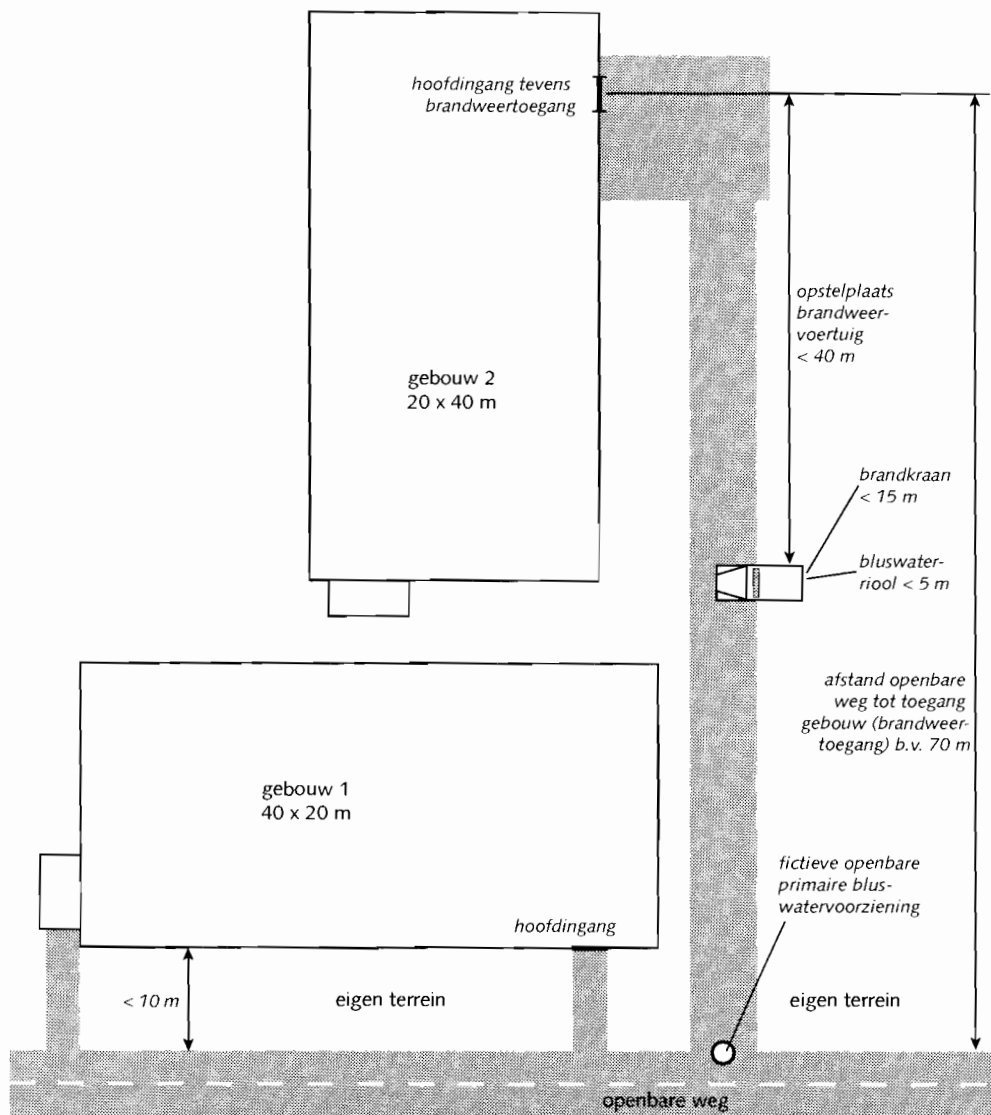 hoofdingang tevens
brandweertoegang
opstelplaats
brandweer-
voertuig
< 40 m
gebouw 2
20 x 40 m
brandkraan
< 15 m
bluswater-
riool < 5 m
afstand openbare
weg tot toegang
gebouw (brandweer-
toegang) b.v. 70 m
gebouw 1
40 x 20 m
fictieve openbare
primaire blus-
watervoorziening
hoofdingang
< 10 m
eigen terrein
eigen terrein
openbare weg